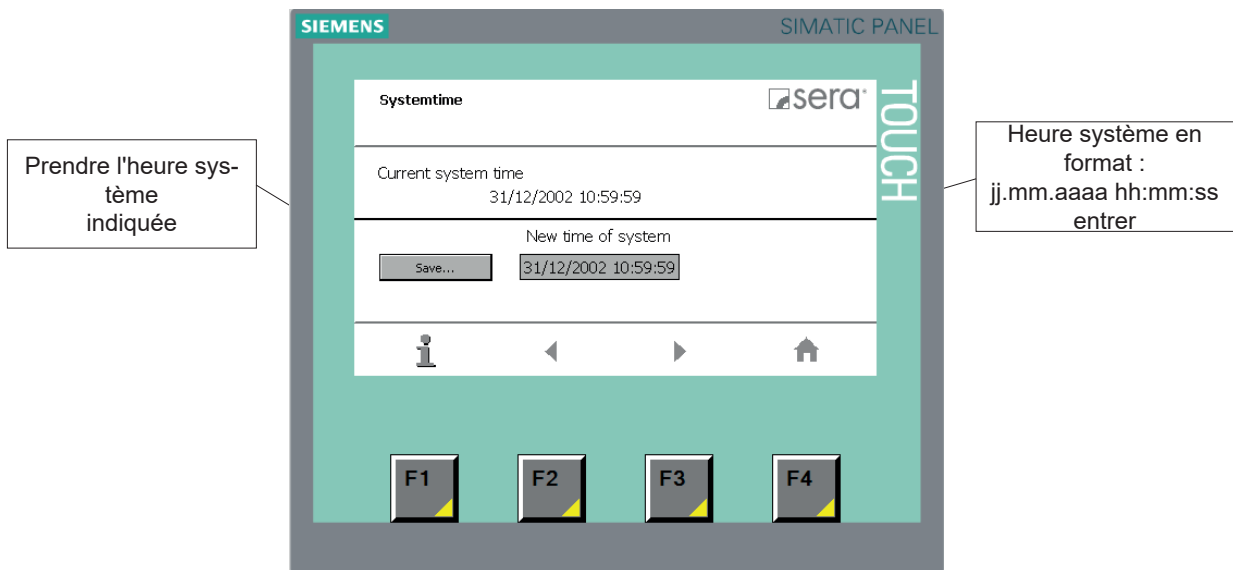 SIEMENS
SIMATIC PANEL
TOUCH
Systemtime
sera
Prendre l'heure sys-
tème
indiquée
Current system time
31/12/2002 10:59:59
New time of system
Save...
31/12/2002 10:59:59
Heure système en
format :
jj.mm.aaaa hh:mm:ss
entrer
F1
F2
F3
F4